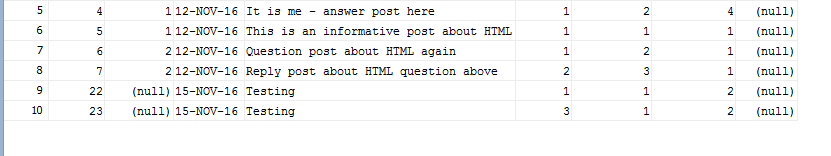 5 4 1 12-NOV-16 It is me - answer post here 1 2 4 (null)
6 5 1 12-NOV-16 This is an informative post about HTML 1 1 1 (null)
7 6 2 12-NOV-16 Question post about HTML again 1 2 1 (null)
8 7 2 12-NOV-16 Reply post about HTML question above 2 3 1 (null)
9 22 (null) 15-NOV-16 Testing 1 1 2 (null)
10 23 (null) 15-NOV-16 Testing 3 1 2 (null)